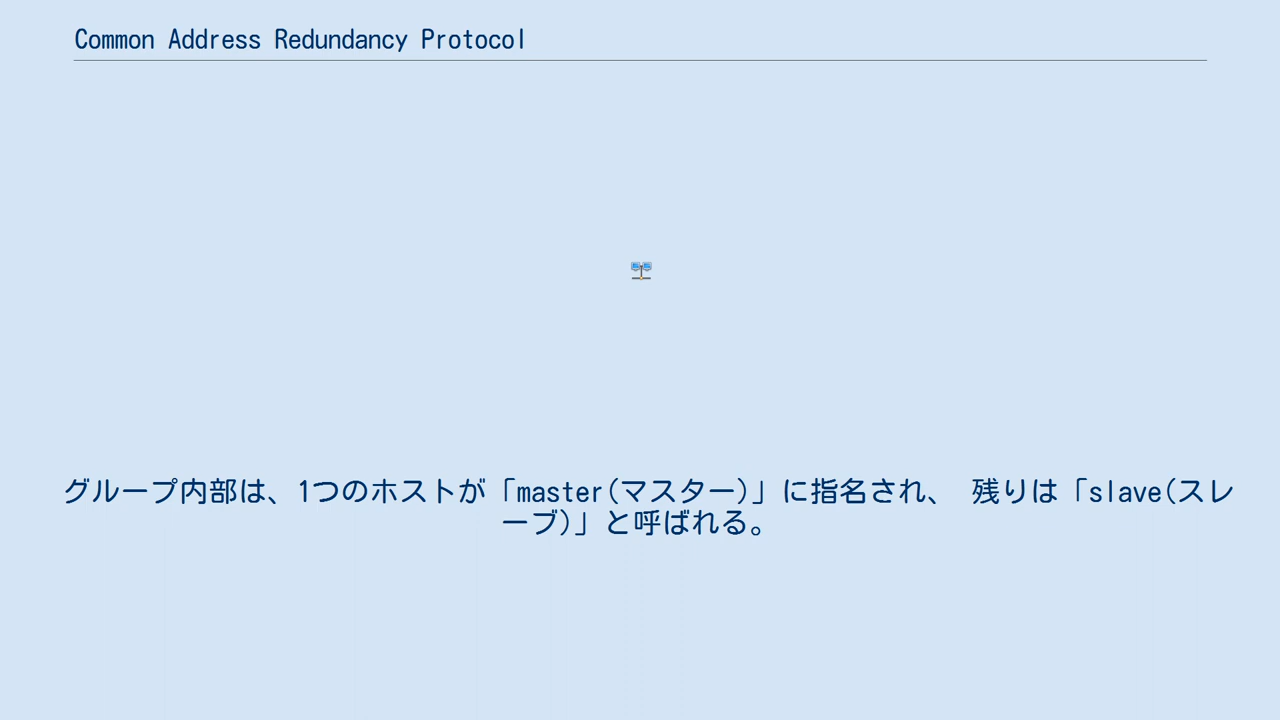 Common Address Redundancy Protocol
グループ内部は、1つのホストが「master(マスター)」に指名され、 残りは「slave(スレ
ーブ)」と呼ばれる。